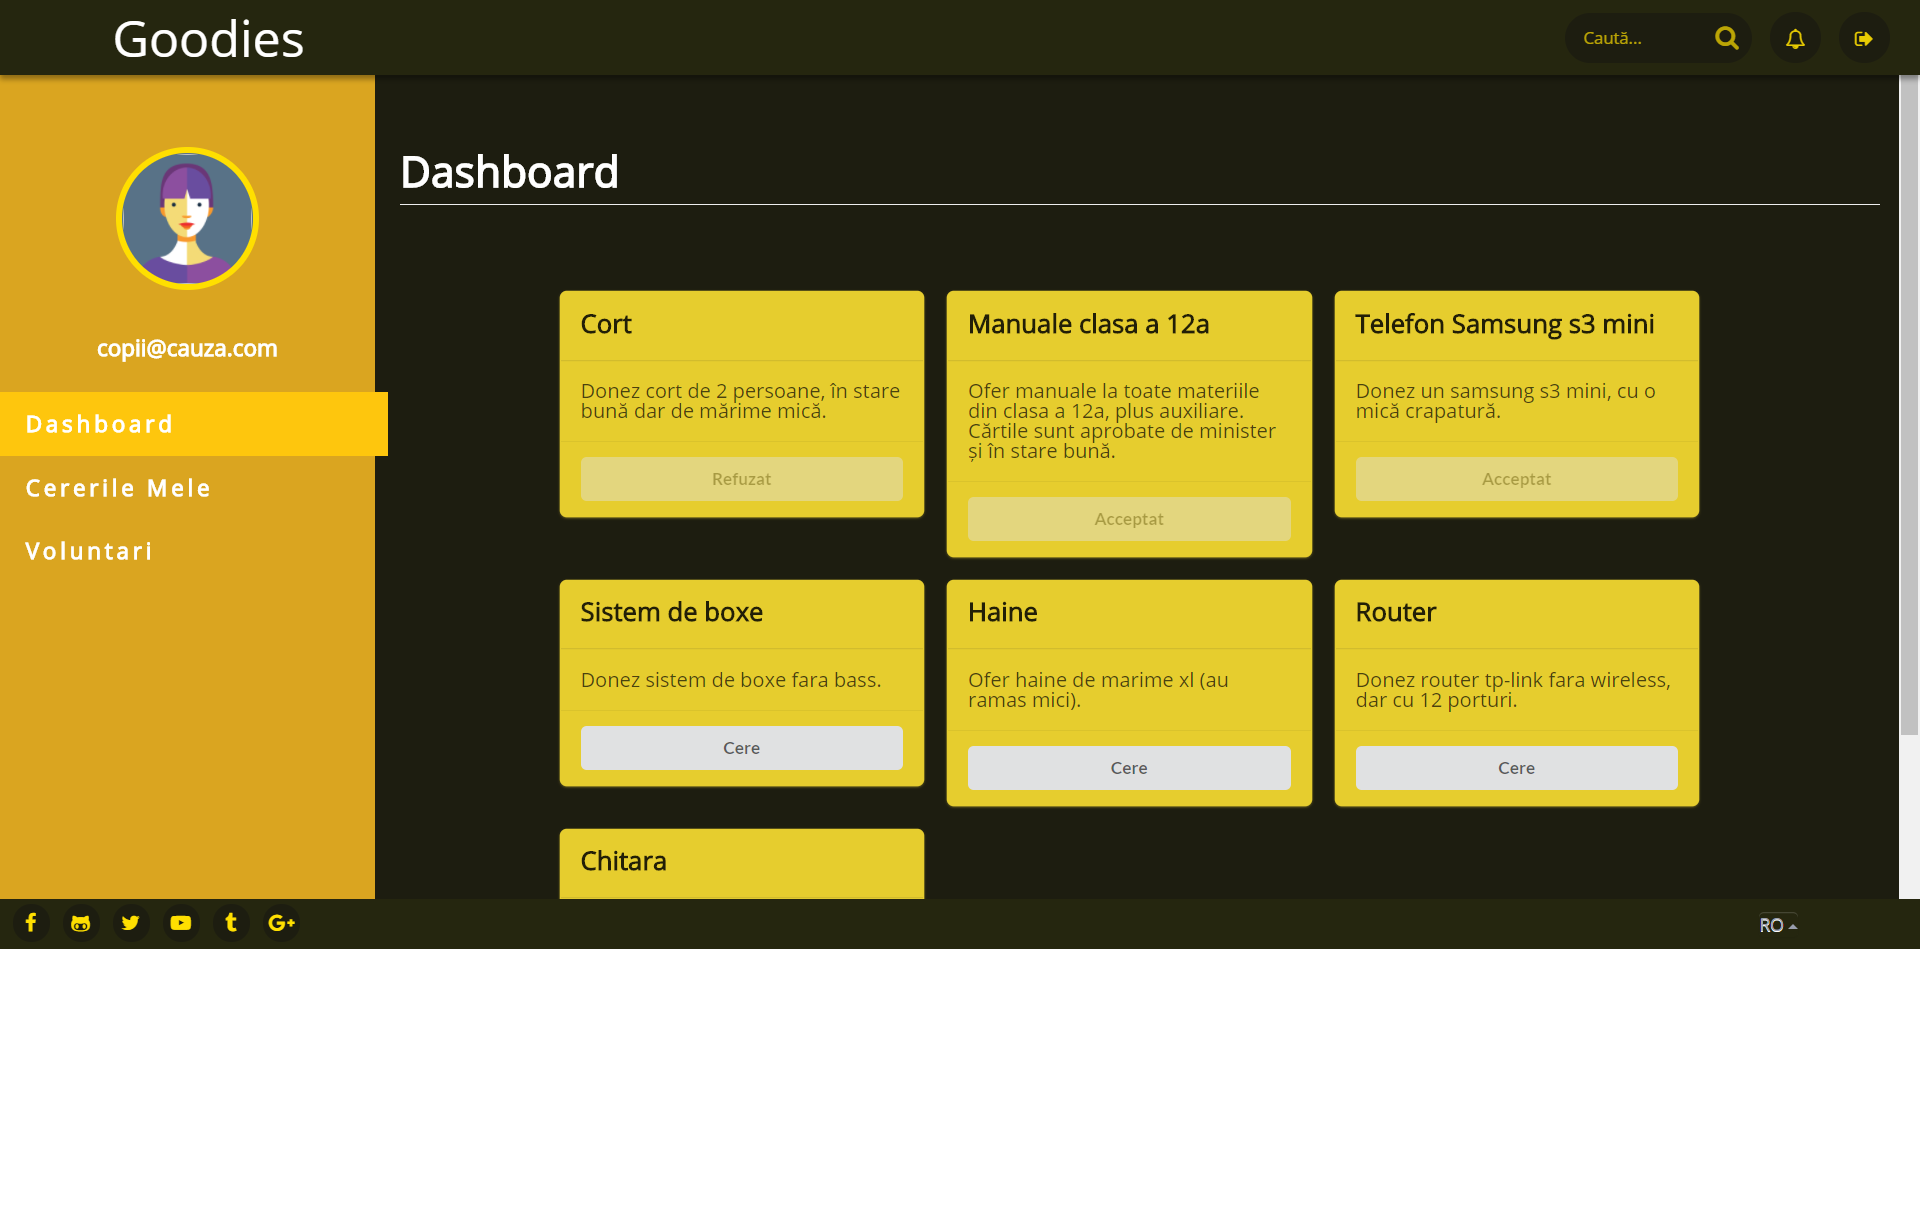 Goodies
Caută...
copii@cauza.com
Dashboard
Cererile Mele
Voluntari
Dashboard
Cort
Donez cort de 2 persoane, în stare
bună dar de mărime mică.
Refuzat
Manuale clasa a 12a
Ofer manuale la toate materiile
din clasa a 12a, plus auxiliare.
Cărtile sunt aprobate de minister
și în stare bună.
Acceptat
Telefon Samsung s3 mini
Donez un samsung s3 mini, cu o
mică crapatură.
Acceptat
Sistem de boxe
Donez sistem de boxe fara bass.
Cere
Haine
Ofer haine de marime xl (au
ramas mici).
Cere
Router
Donez router tp-link fara wireless,
dar cu 12 porturi.
Cere
Chitara
RO